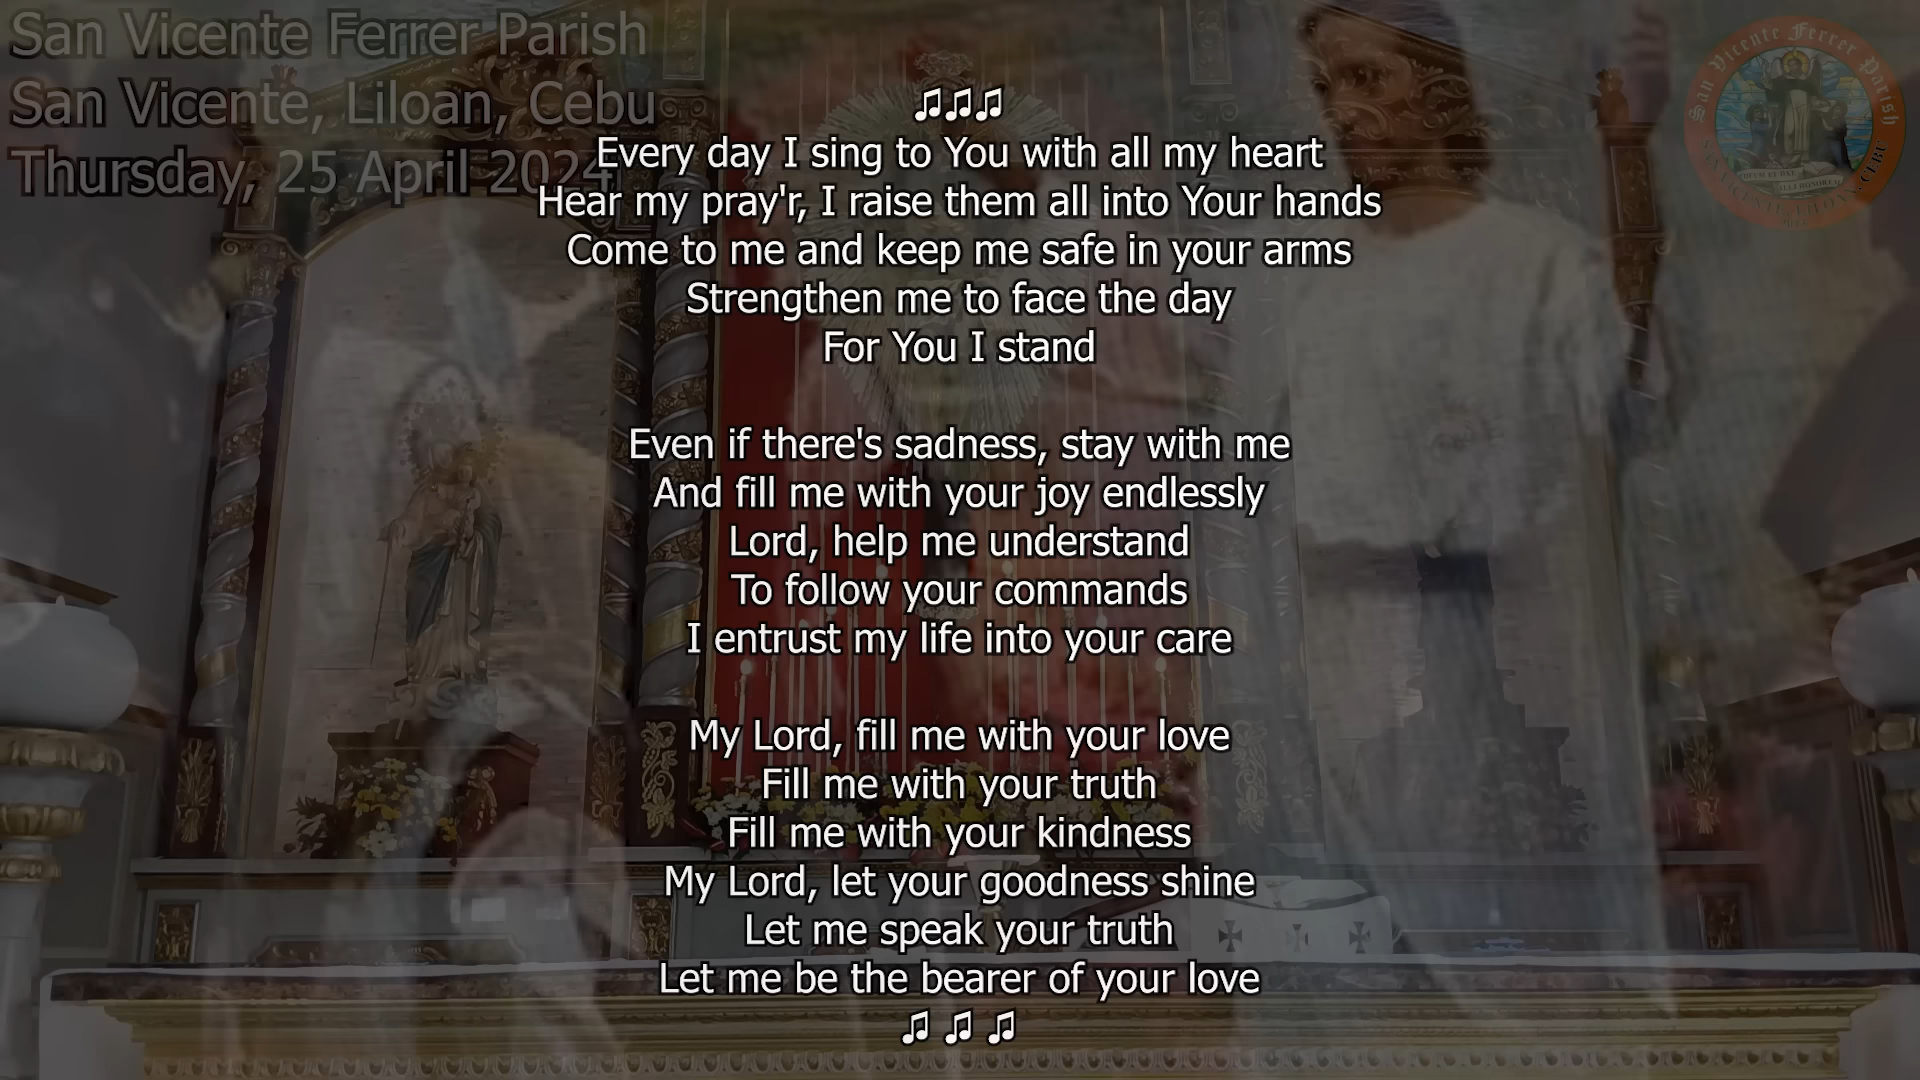 San Vicente Ferrer Parish
San Vicente, Liloan, Cebu
Thursday, 25 April 2024
San Vicente Ferrer Parish
♫♫♫
Every day I sing to You with all my heart
Hear my pray'r, I raise them all into Your hands
Come to me and keep me safe in your arms
Strengthen me to face the day
For You I stand
Even if there's sadness, stay with me
And fill me with your joy endlessly
Lord, help me understand
To follow your commands
I entrust my life into your care
My Lord, fill me with your love
Fill me with your truth
Fill me with your kindness
My Lord, let your goodness shine
Let me speak your truth
Let me be the bearer of your love
♫ ♫ ♫